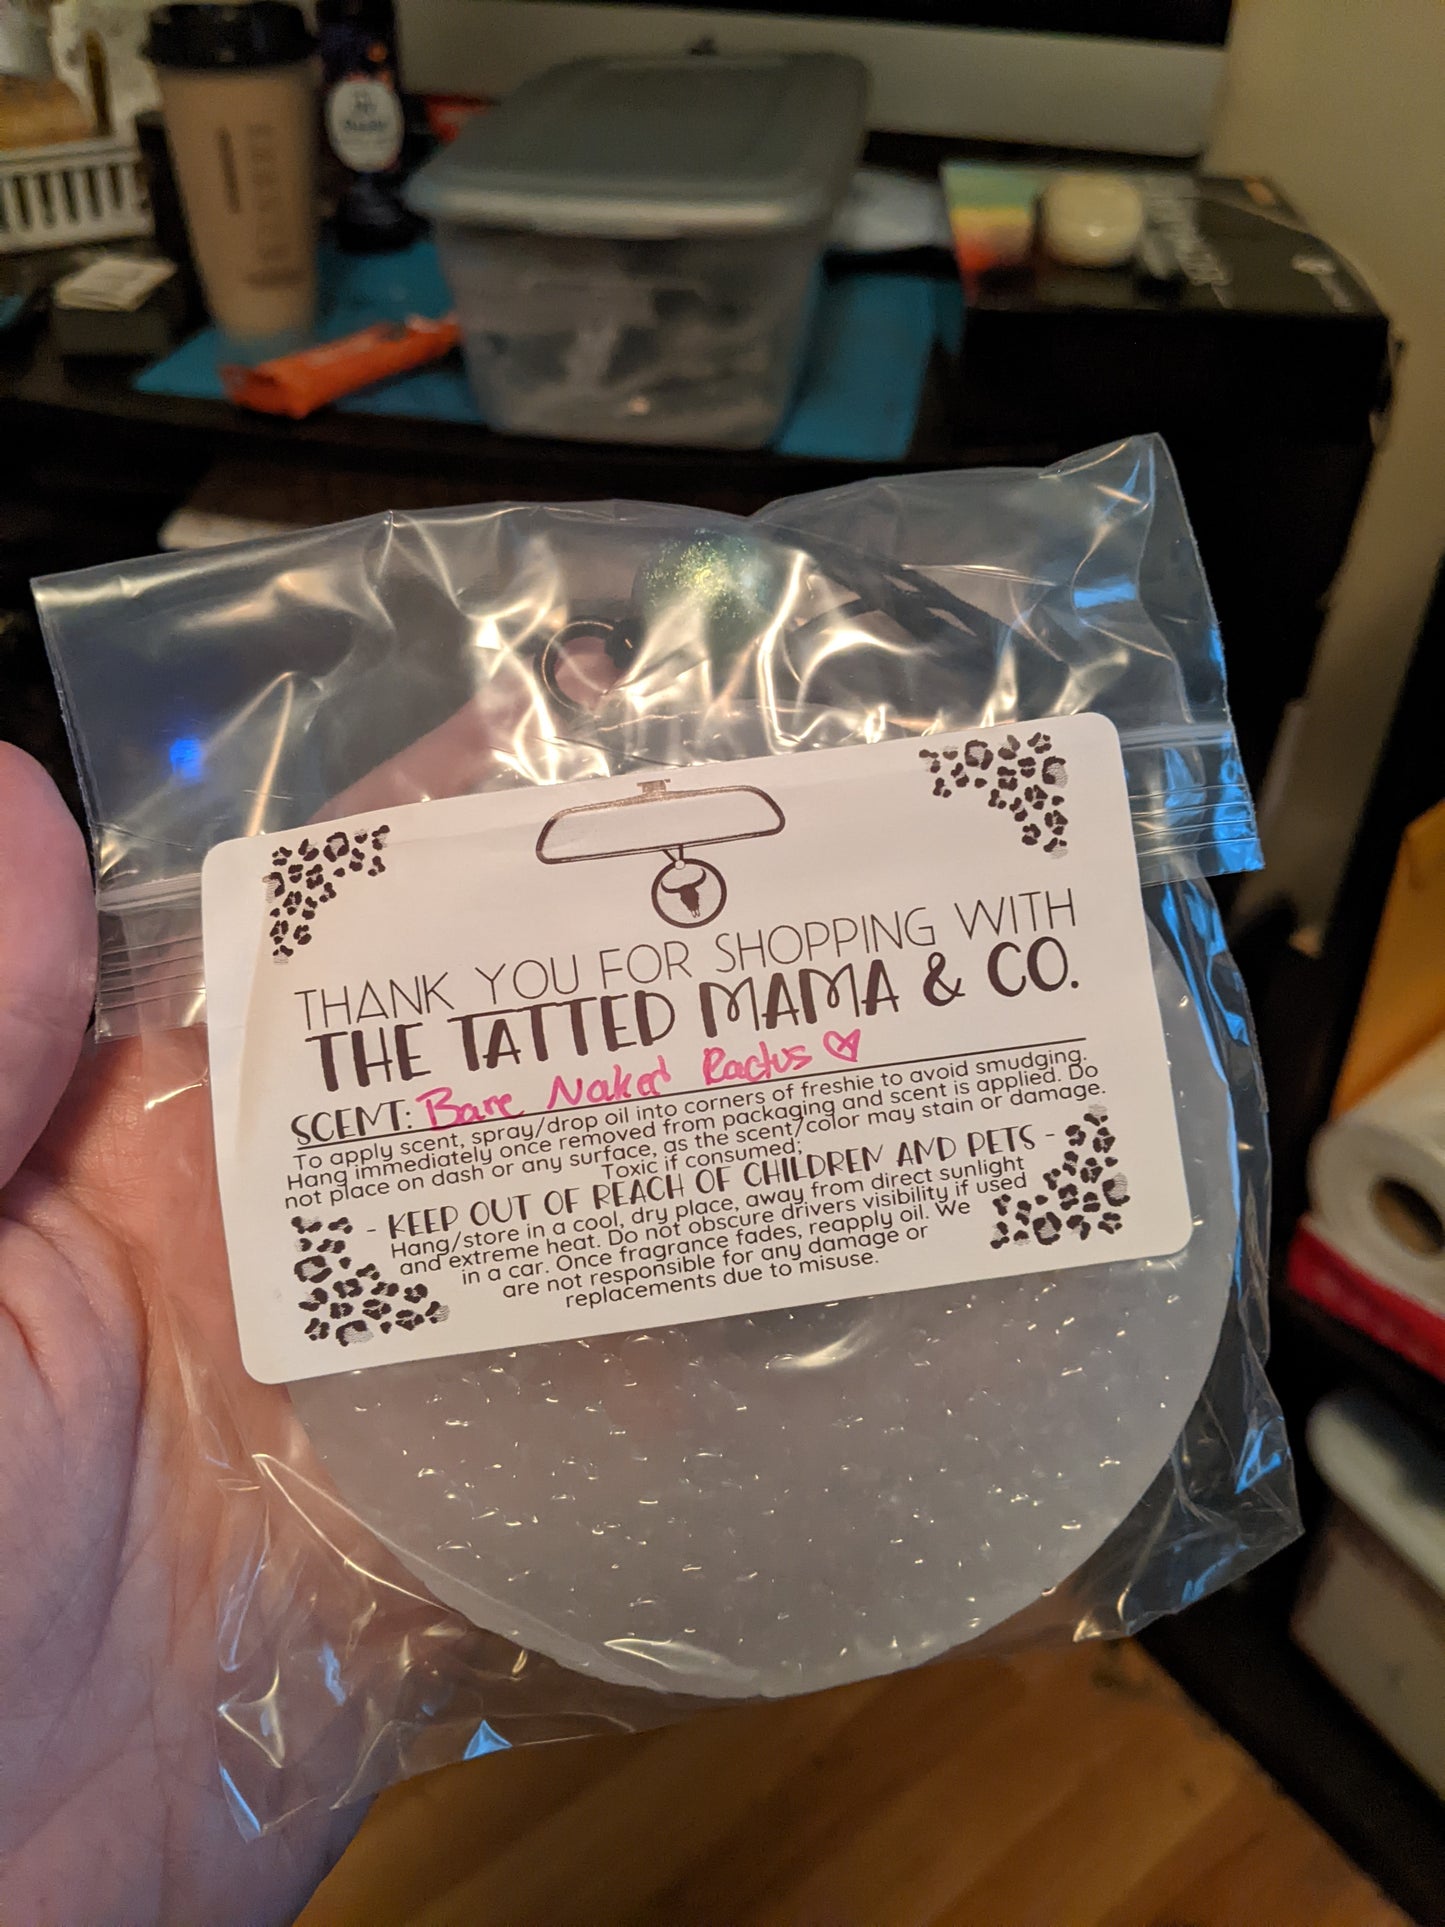 THANK YOU FOR SHOPPING WITH
THE TATTED MAMA & CO.
SCENT: Bare Naked Ractus
To apply scent, spray/drop oil into corners of freshie to avoid smudging.
Hang immediately once removed from packaging and scent is applied. Do
not place on dash or any surface, as the scent/color may stain or damage.
Toxic if consumed;
- KEEP OUT OF REACH OF CHILDREN AND PETS -
Hang/store in a cool, dry place, away from direct sunlight
and extreme heat. Do not obscure drivers visibility if used
in a car. Once fragrance fades, reapply oil. We
are not responsible for any damage or
replacements due to misuse.